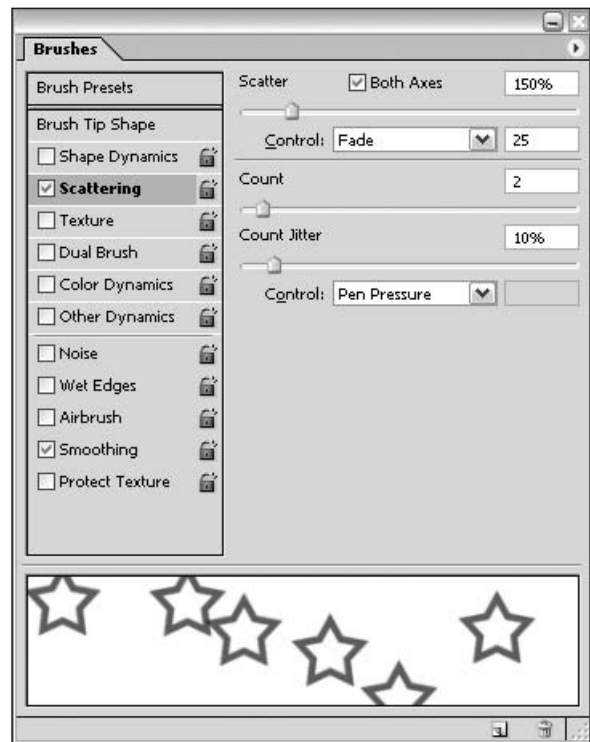 Brushes
Brush Presets
Brush Tip Shape
Shape Dynamics
Scattering
Texture
Dual Brush
Color Dynamics
Other Dynamics
Noise
Wet Edges
Airbrush
Smoothing
Protect Texture
Scatter Both Axes 150%
Control: Fade 25
Count 2
Count Jitter 10%
Control: Pen Pressure